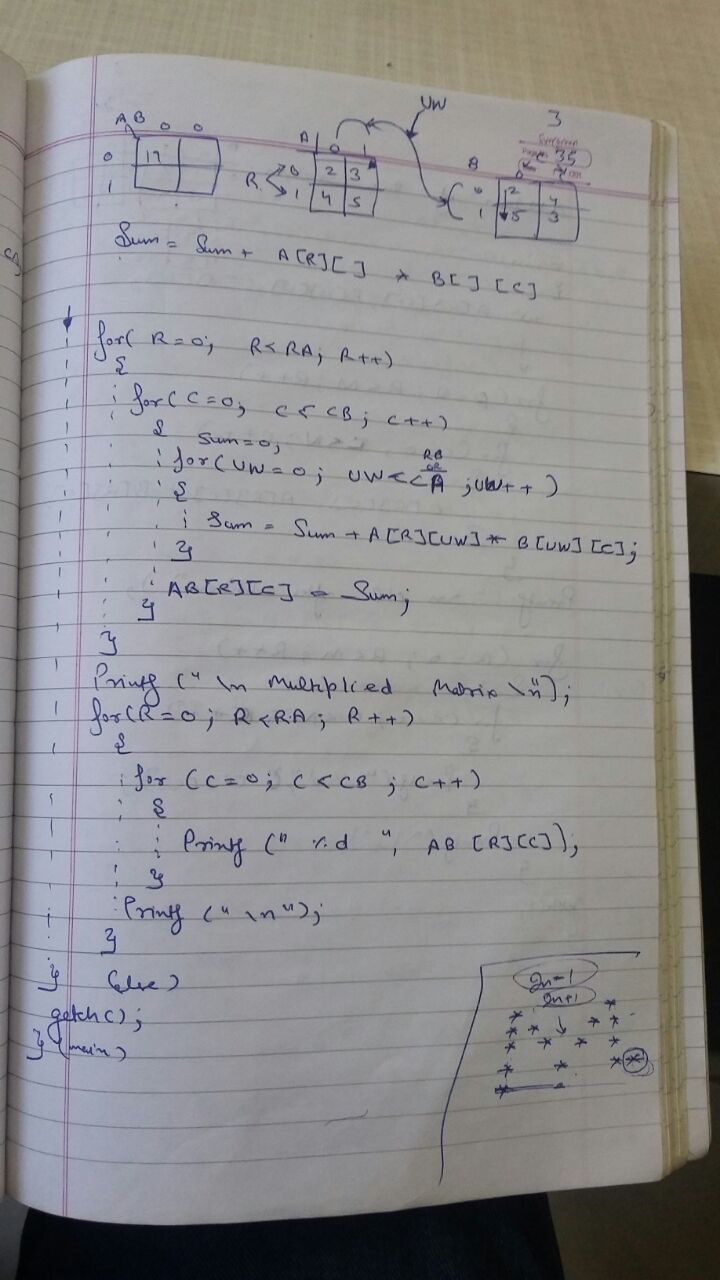 UW
3
AB 0 0
0 19
1
A 0 1
R 0 2 3
1 4 5
B 0
35
0 2 4
1 5 3
Sum = Sum + A[R][ ] * B[ ][C]
for( R=0; R<RA; R++)
{
for( C=0; C<CB; C++)
{ Sum=0;
RB
OR
for(UW=0; UW<CA ;UW++)
{
Sum = Sum + A[R][UW] * B[UW][C];
}
AB[R][C] = Sum;
}
}
Printf (" \n Multiplied Matrix \n");
for(R=0; R<RA; R++)
{
for (C=0; C<CB; C++)
{
Printf (" %d ", AB [R][C]);
}
Printf (" \n");
}
} (else)
getch();
} (main)
2n-1
2n+1